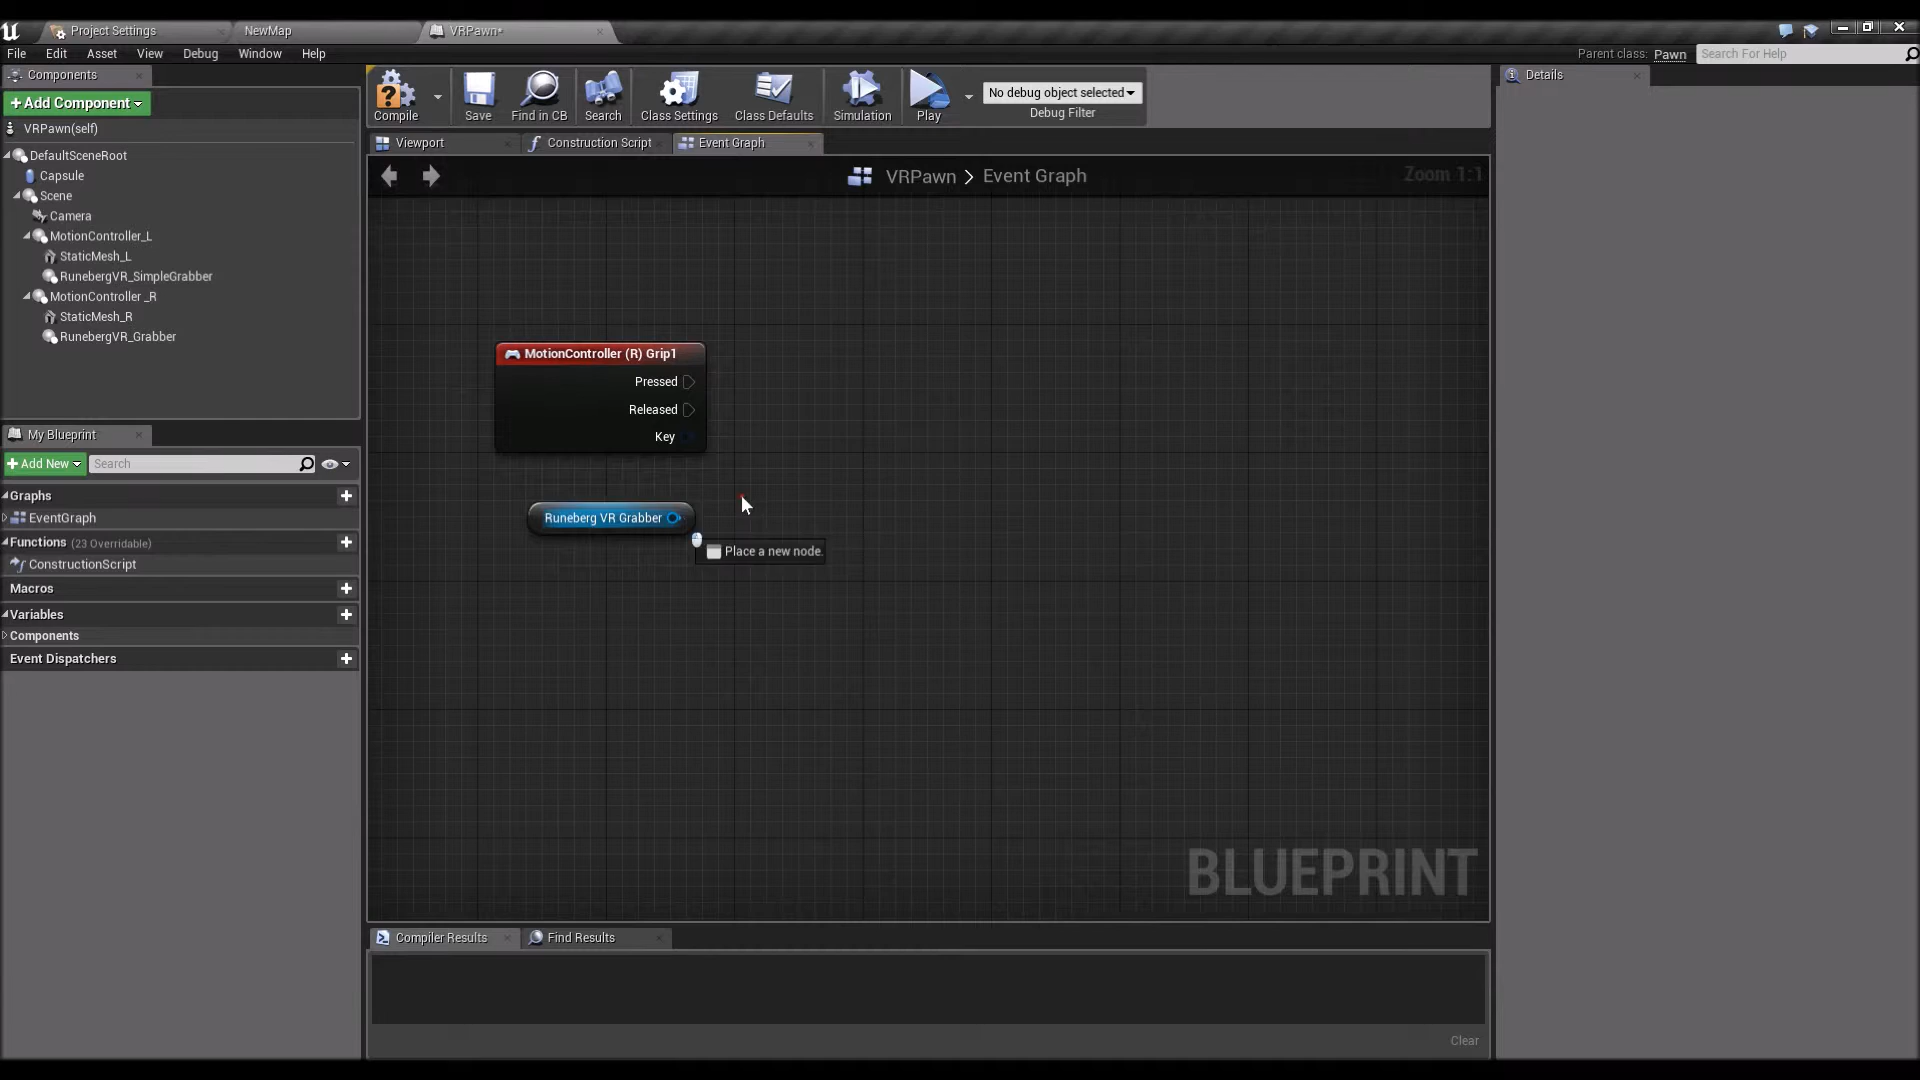 Project Settings
NewMap
VRPawn*
File Edit Asset View Debug Window Help
Parent class: Pawn
Search For Help
Components
+Add Component
VRPawn(self)
DefaultSceneRoot
Capsule
Scene
Camera
MotionController_L
StaticMesh_L
RunebergVR_SimpleGrabber
MotionController _R
StaticMesh_R
RunebergVR_Grabber
My Blueprint
+Add New
Search
Graphs
EventGraph
Functions (23 Overridable)
ConstructionScript
Macros
Variables
Components
Event Dispatchers
Compile
Save
Find in CB
Search
Class Settings
Class Defaults
Simulation
Play
No debug object selected
Debug Filter
Viewport
Construction Script
Event Graph
VRPawn > Event Graph
Zoom 1:1
MotionController (R) Grip1
Pressed
Released
Key
Runeberg VR Grabber
Place a new node.
BLUEPRINT
Compiler Results
Find Results
Clear
Details